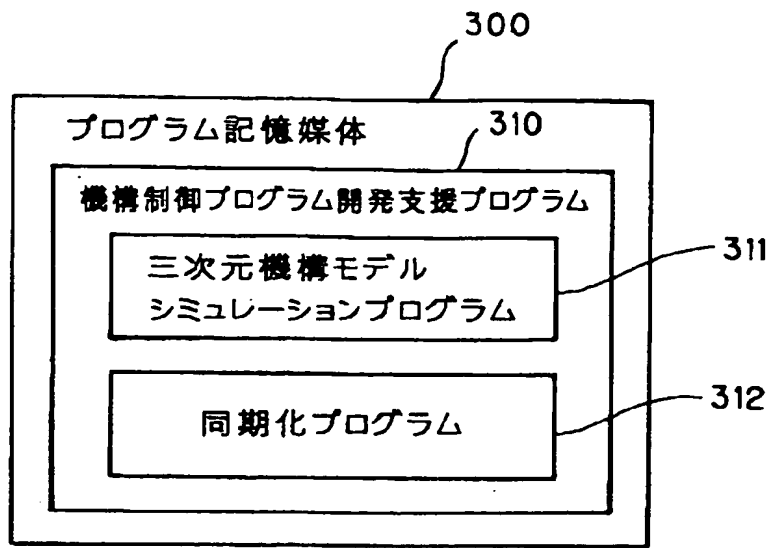 300
プログラム記憶媒体
310
機構制御プログラム開発支援プログラム
三次元機構モデル
シミュレーションプログラム
311
同期化プログラム
312